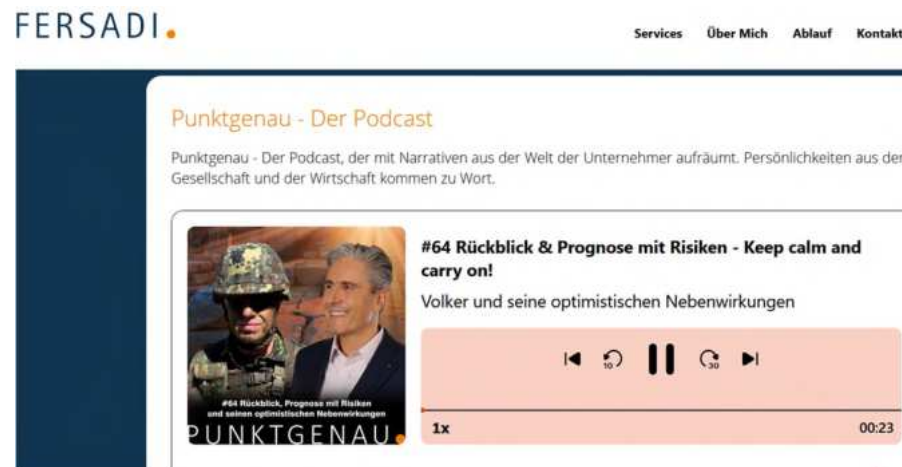 FERSADI.
Services Über Mich Ablauf Kontakt
Punktgenau - Der Podcast
Punktgenau - Der Podcast, der mit Narrativen aus der Welt der Unternehmer aufräumt. Persönlichkeiten aus der
Gesellschaft und der Wirtschaft kommen zu Wort.
#64 Rückblick & Prognose mit Risiken - Keep calm and
carry on!
Volker und seine optimistischen Nebenwirkungen
10 30
1x 00:23
#64 Rückblick, Prognose mit Risiken
und seinen optimistischen Nebenwirkungen
PUNKTGENAU.